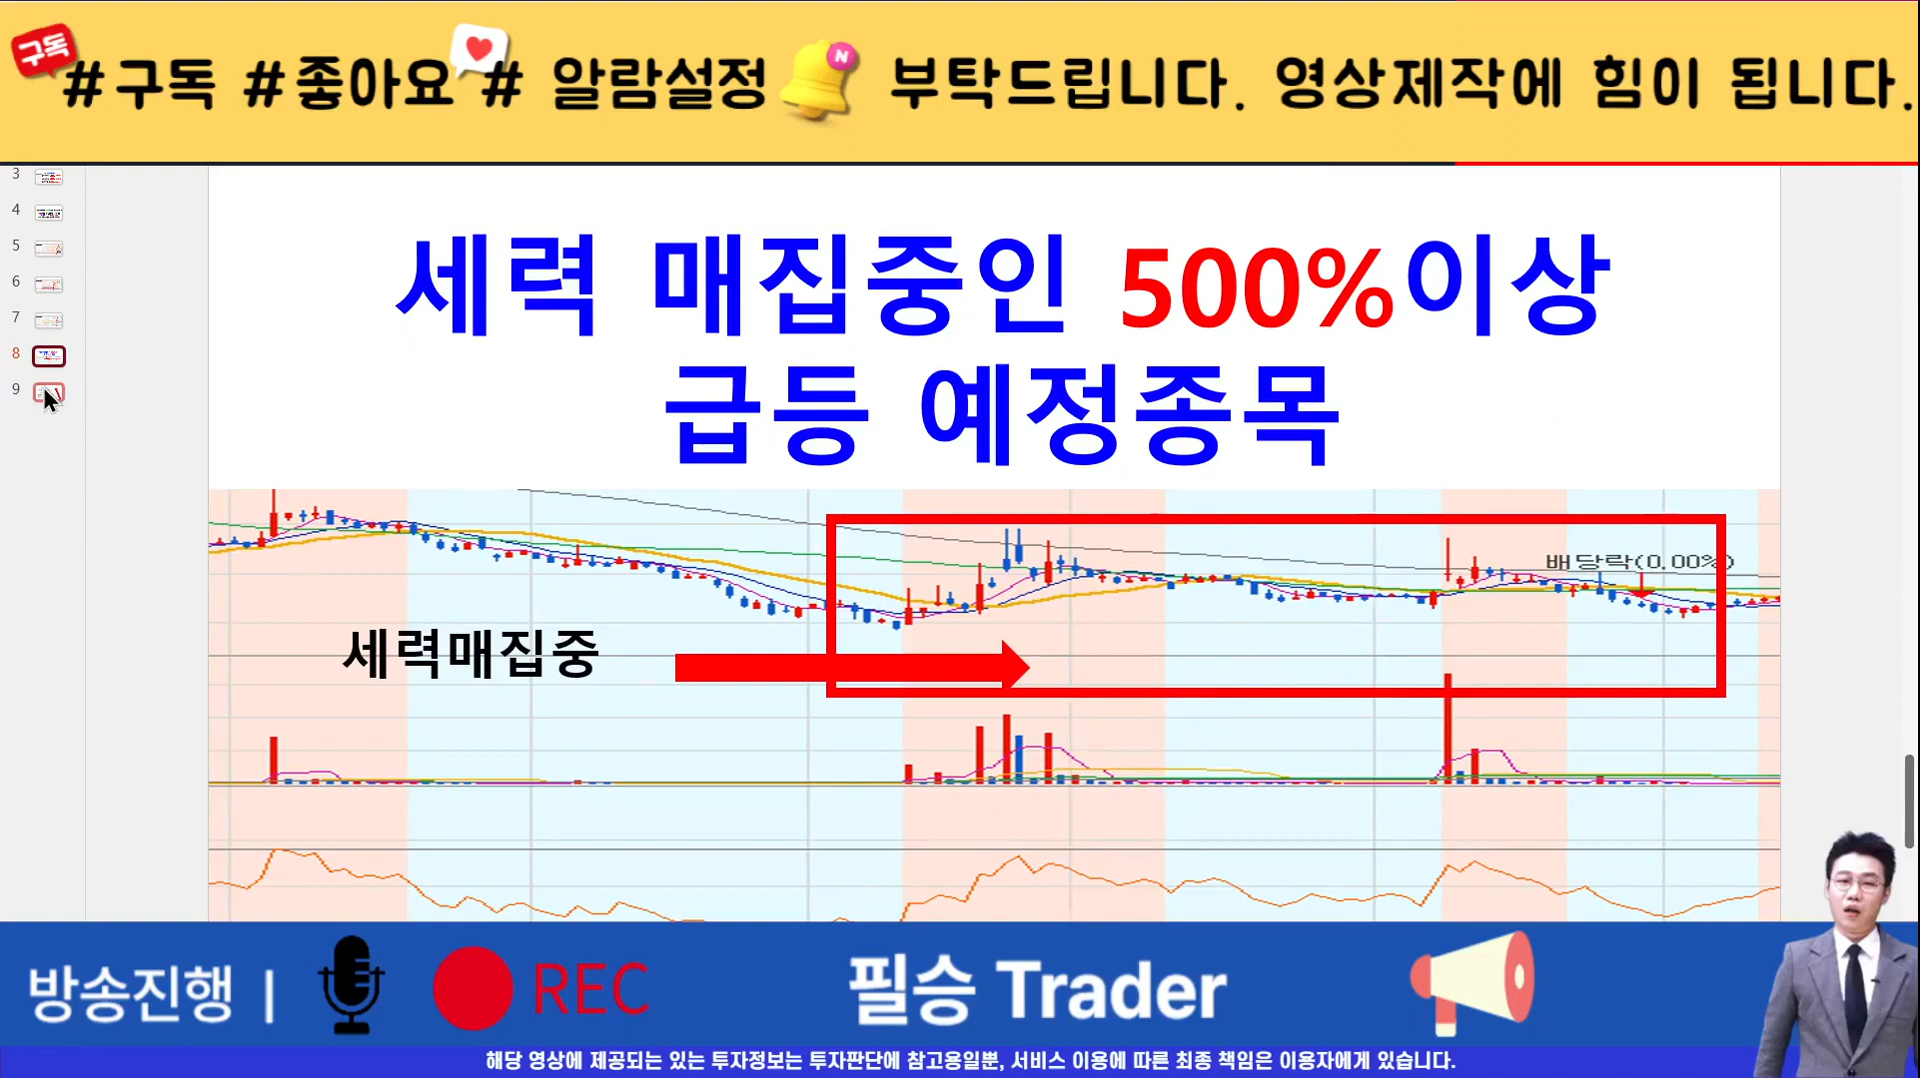 구독
#구독 #좋아요 # 알람설정 N 부탁드립니다. 영상제작에 힘이 됩니다.
3
4
5
6
7
8
9
세력 매집중인 500%이상
급등 예정종목
배당락(0,00%)
세력매집중
방송진행 | REC 필승 Trader
해당 영상에 제공되는 있는 투자정보는 투자판단에 참고용일뿐, 서비스 이용에 따른 최종 책임은 이용자에게 있습니다.